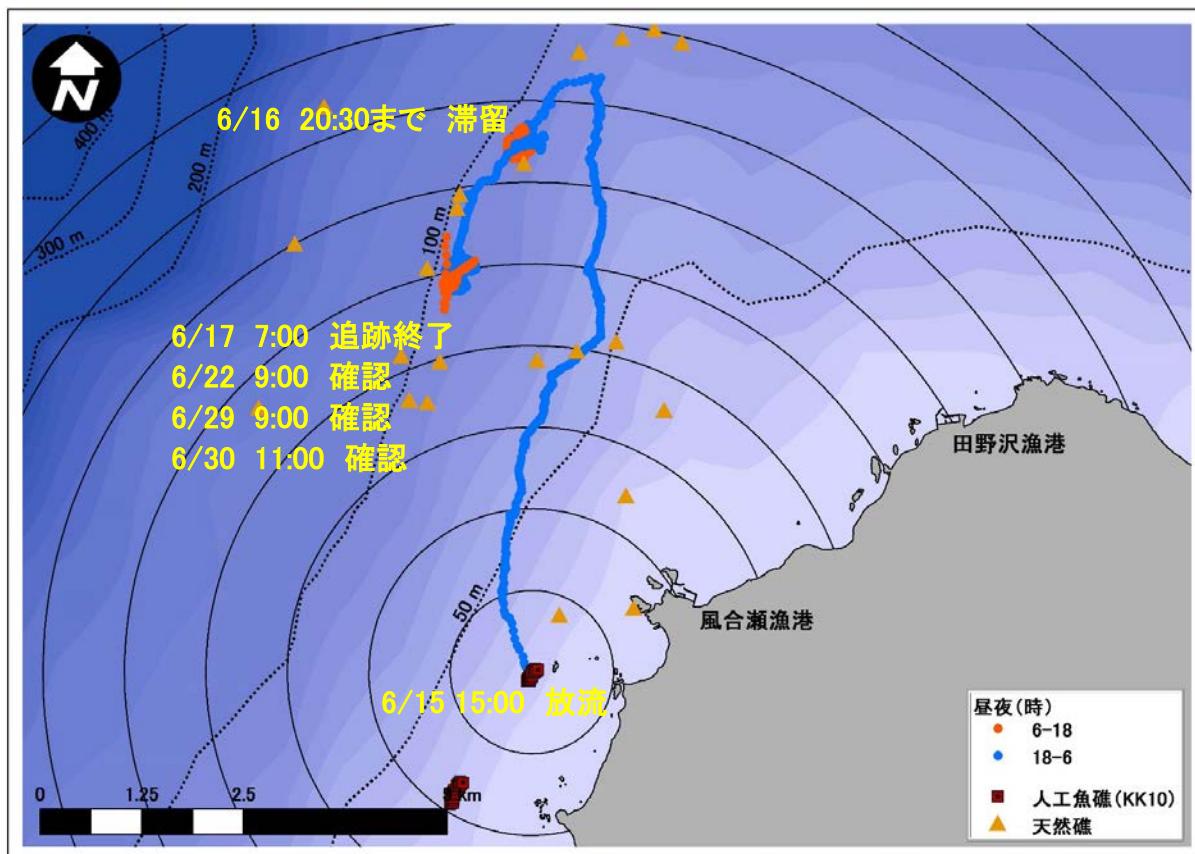 N
400 m
200 m
300 m
100 m
50 m
6/16 20:30まで 滞留
6/17 7:00 追跡終了
6/22 9:00 確認
6/29 9:00 確認
6/30 11:00 確認
田野沢漁港
風合瀬漁港
6/15 15:00 放流
0 1.25 2.5 5 Km
昼夜(時)
6-18
18-6
人工魚礁(KK10)
天然礁